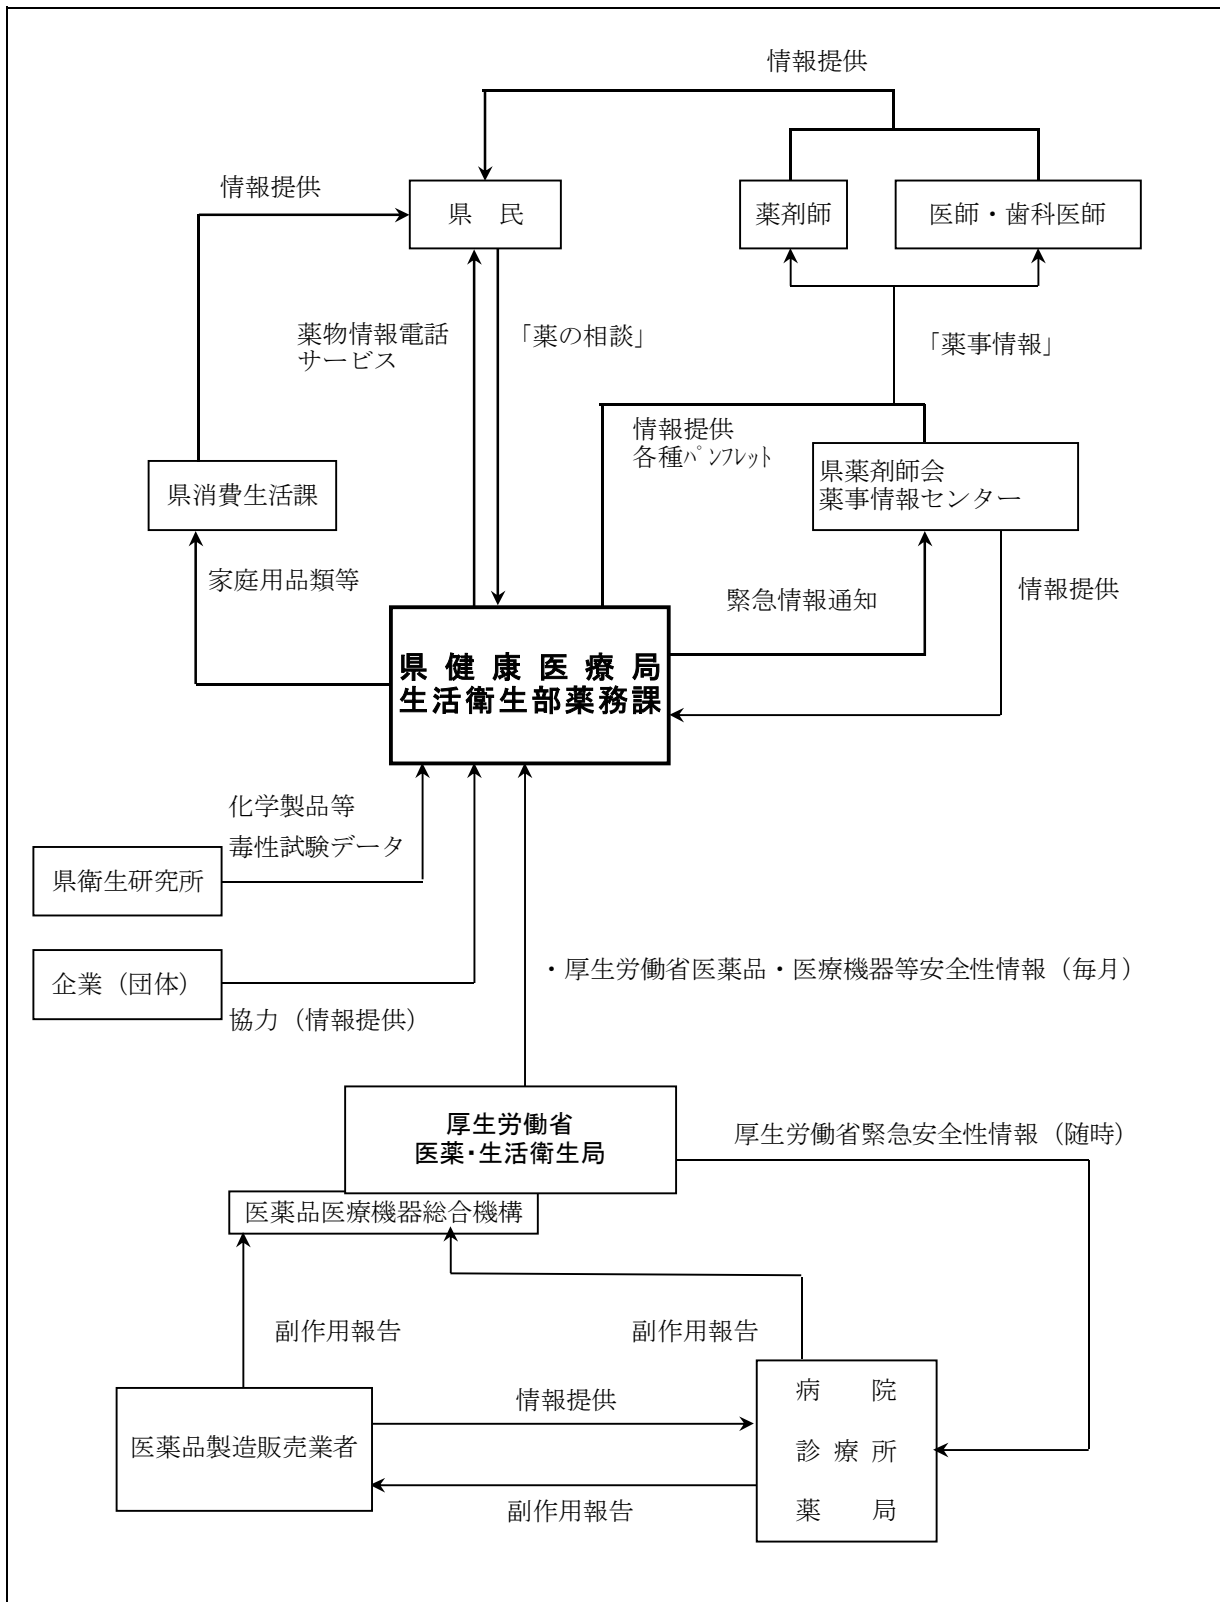 情報提供
情報提供
県　民
薬剤師
医師・歯科医師
薬物情報電話
サービス
「薬の相談」
「薬事情報」
情報提供
各種ﾊﾟﾝﾌﾚｯﾄ
県薬剤師会
薬事情報センター
県消費生活課
家庭用品類等
緊急情報通知
情報提供
県健康医療局
生活衛生部薬務課
化学製品等
毒性試験データ
県衛生研究所
企業（団体）
協力（情報提供）
・厚生労働省医薬品・医療機器等安全性情報（毎月）
厚生労働省
医薬・生活衛生局
厚生労働省緊急安全性情報（随時）
医薬品医療機器総合機構
副作用報告
副作用報告
医薬品製造販売業者
情報提供
副作用報告
病　院
診療所
薬　局